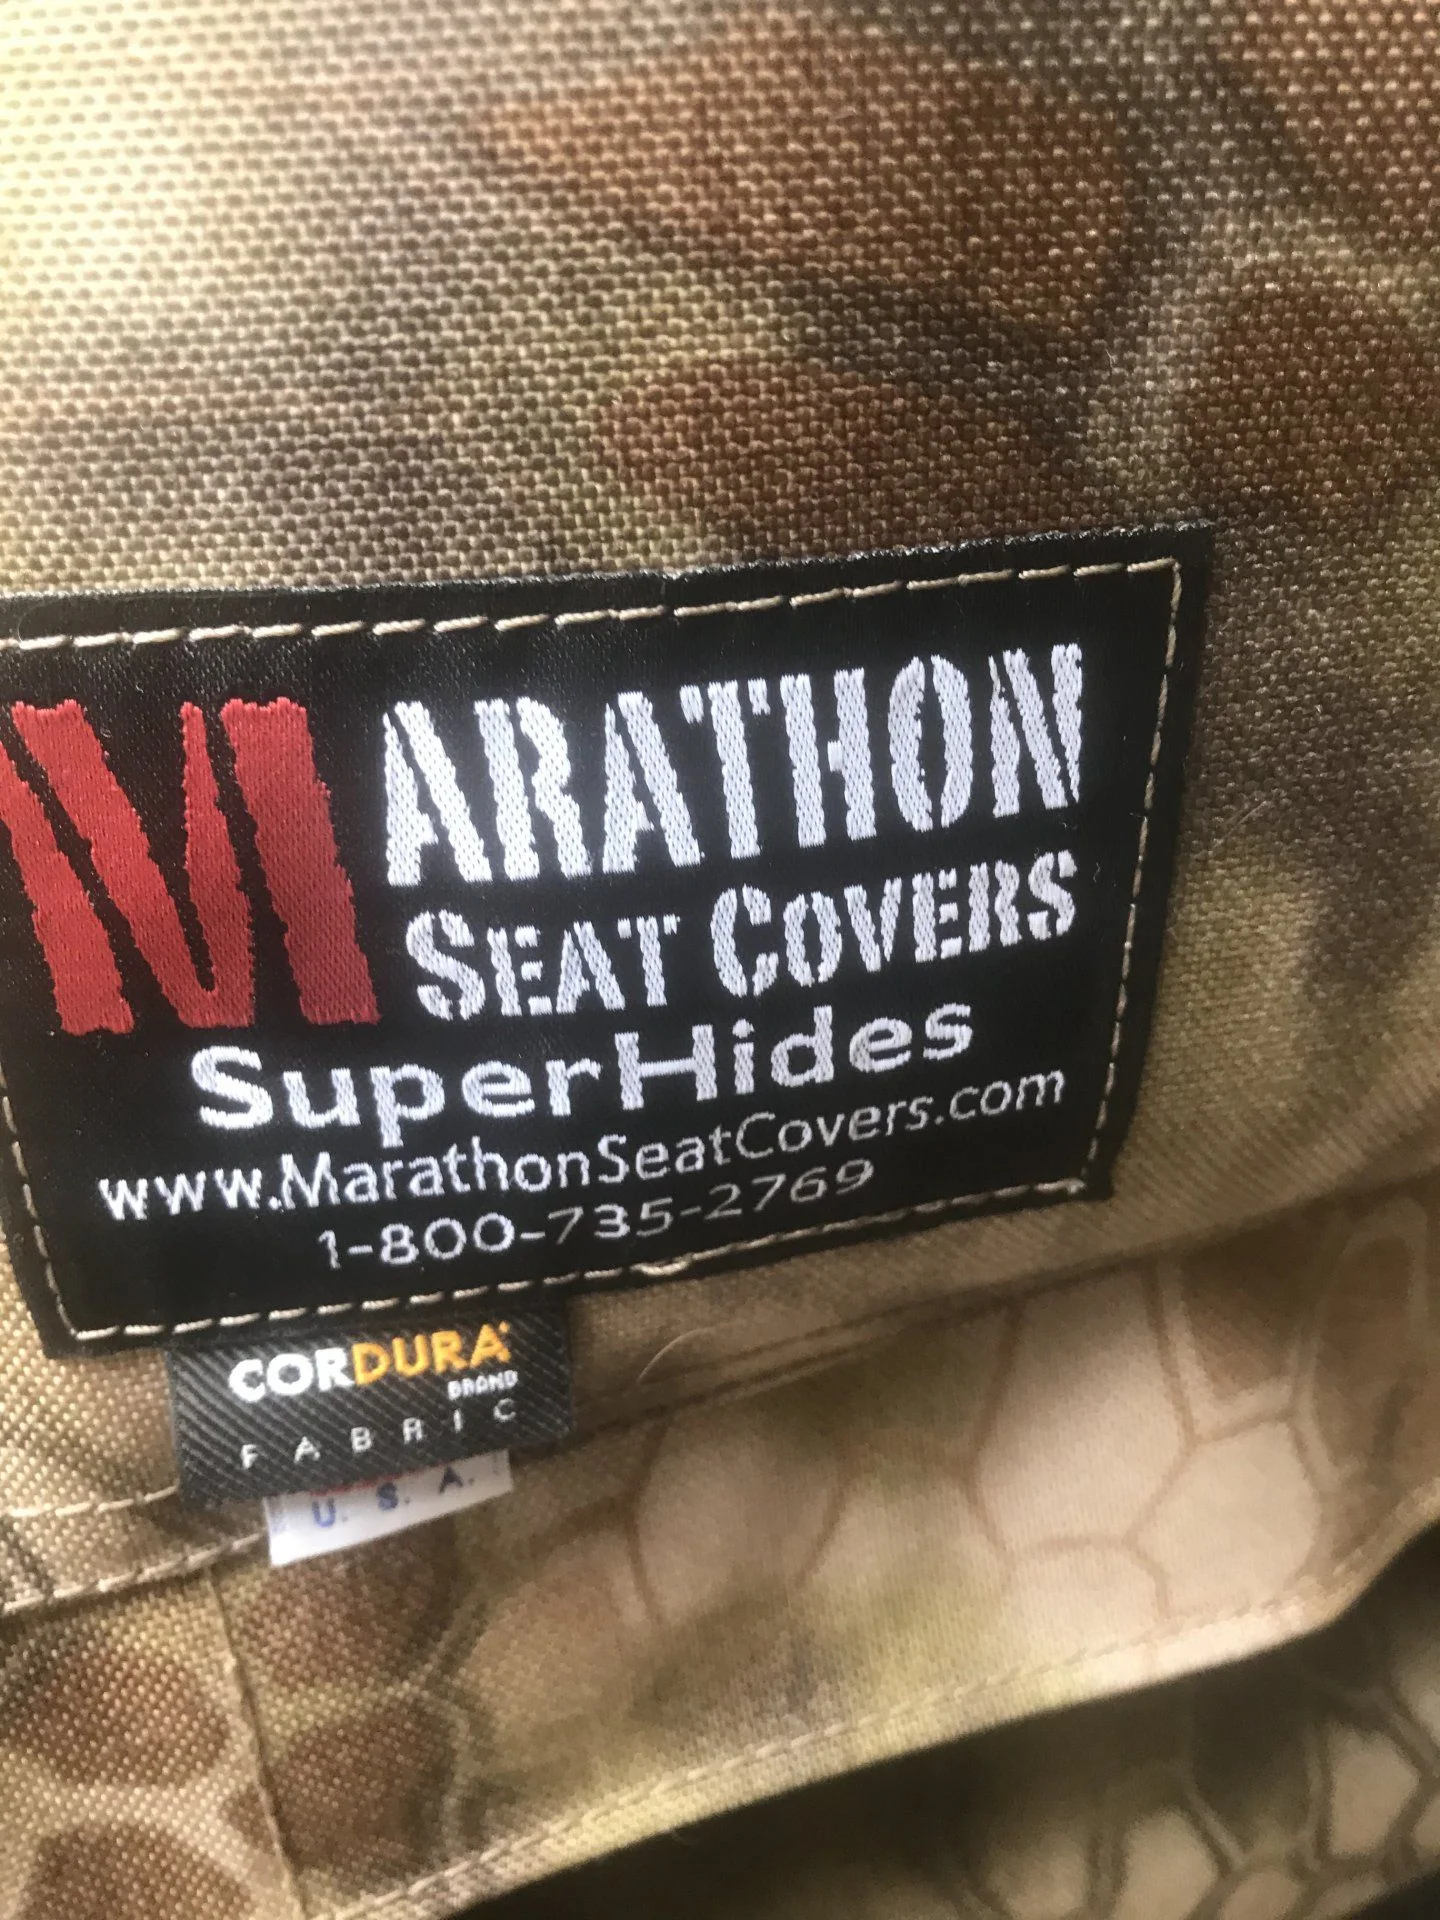 MARATHON
SEAT COVERS
SuperHides
www.MarathonSeatCovers.com
1-800-735-2769
CORDURA
BRAND
FABRIC
U. S. A.